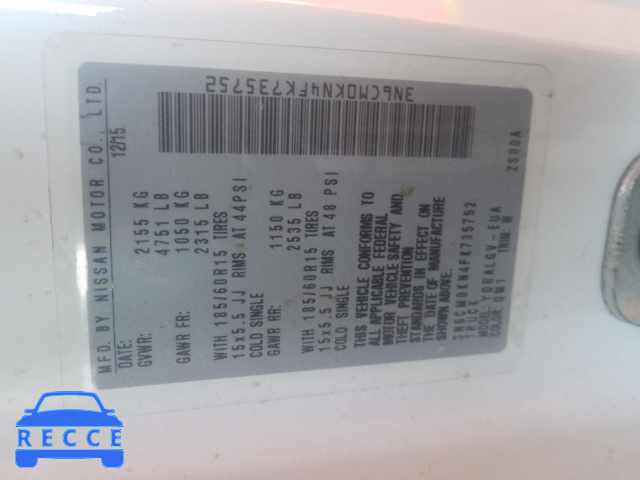 MFD. BY NISSAN MOTOR CO., LTD.
DATE: 12/15
GVWR: 2155 KG
4751 LB
GAWR FR: 1050 KG
2315 LB
WITH 185/60R15 TIRES
15x5.5 JJ RIMS AT 44PSI
COLD SINGLE
GAWR RR: 1150 KG
2535 LB
WITH 185/60R15 TIRES
15x5.5 JJ RIMS AT 48 PSI
COLD SINGLE
THIS VEHICLE CONFORMS TO
ALL APPLICABLE FEDERAL
MOTOR VEHICLE SAFETY AND
THEFT PREVENTION
STANDARDS IN EFFECT ON
THE DATE OF MANUFACTURE
SHOWN ABOVE.
3N6CM0KN4FK735752
TRUCK
MODEL: YGRALGV-EUA
COLOR: QM1 TRIM: W
3N6CM0KN4FK735752
ZSD0A
RECCE